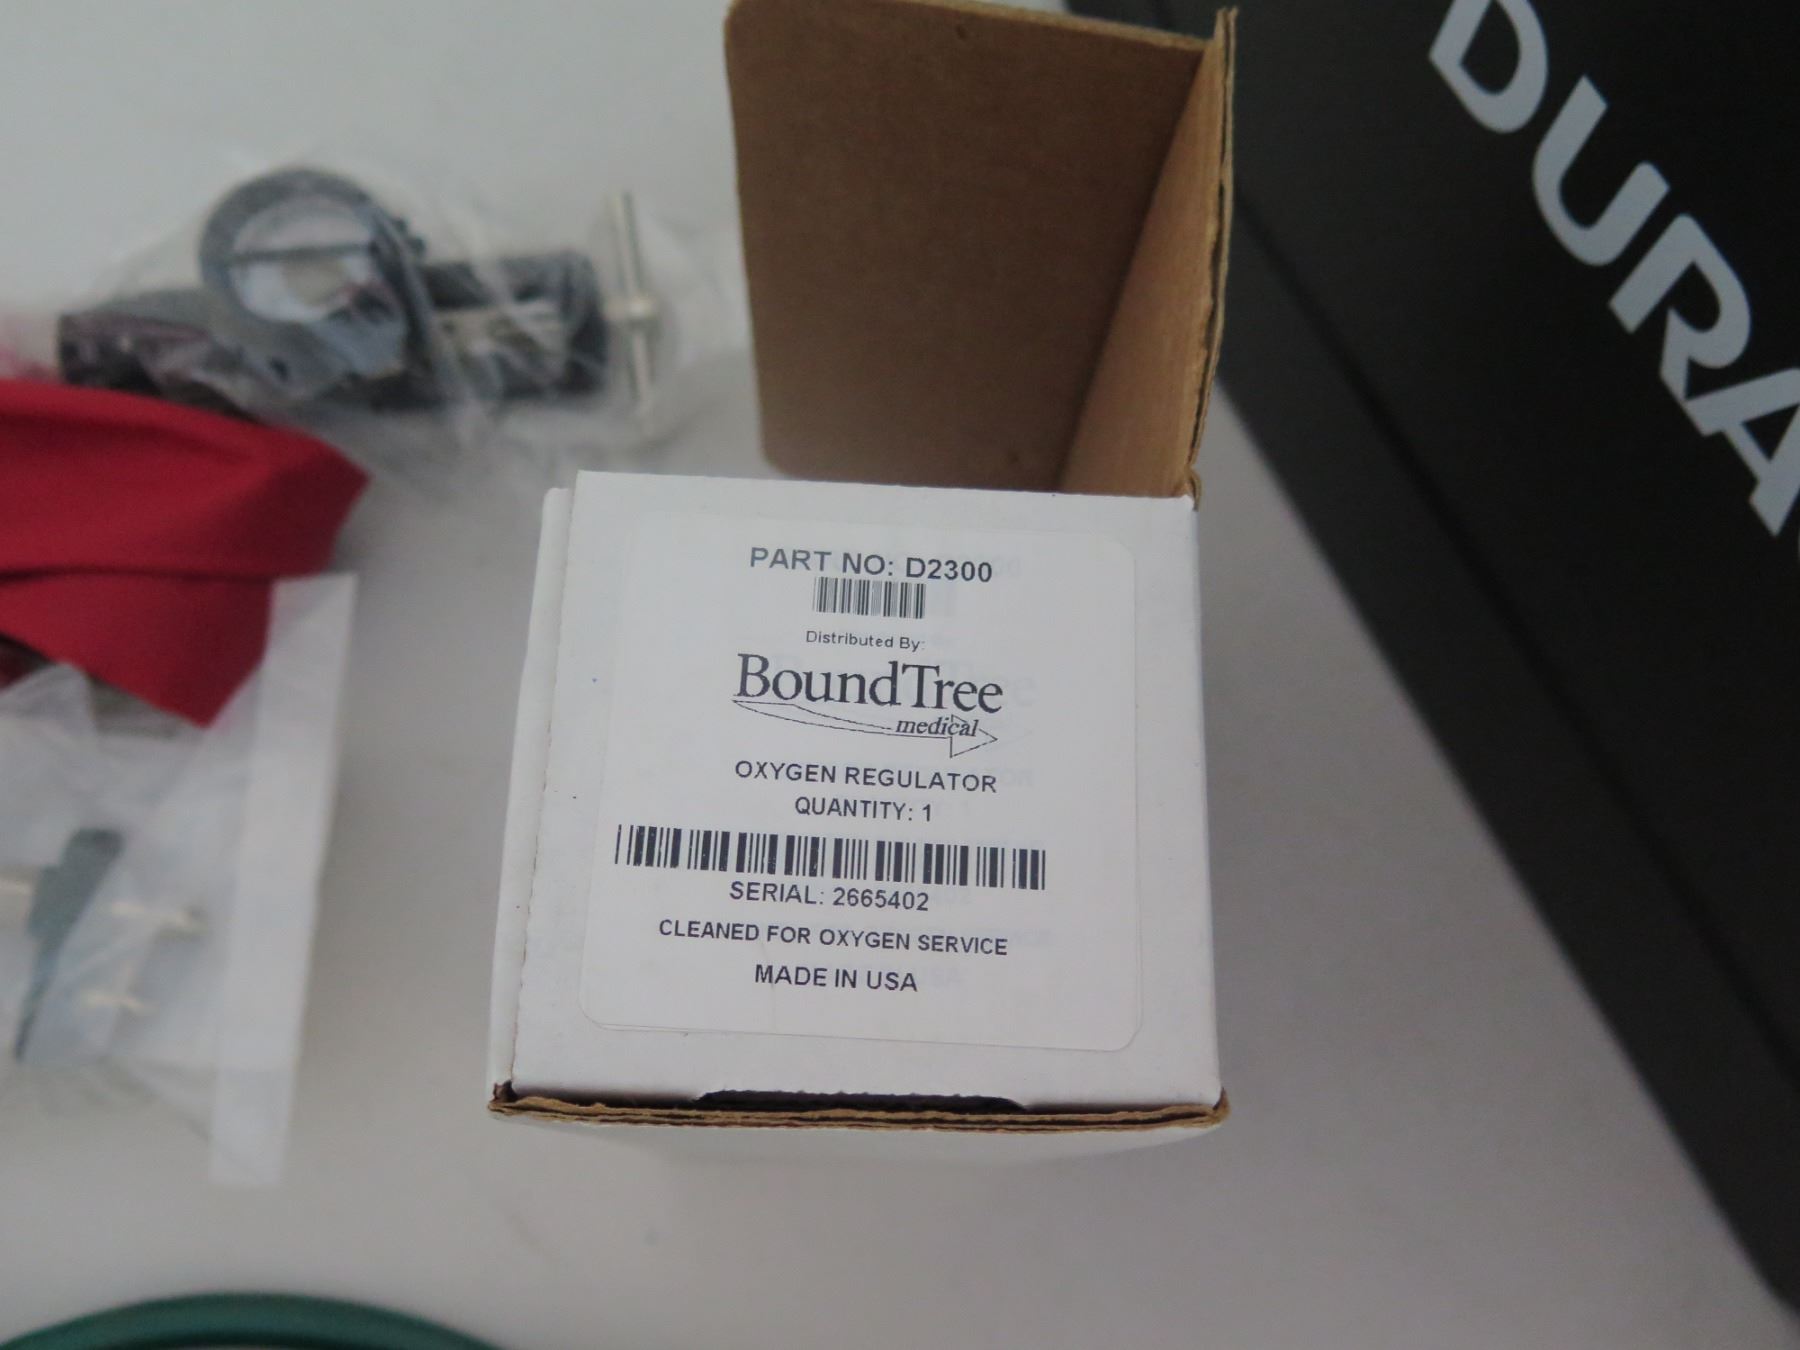 PART NO: D2300
Distributed By:
BoundTree
medical
OXYGEN REGULATOR
QUANTITY: 1
SERIAL: 2665402
CLEANED FOR OXYGEN SERVICE
MADE IN USA
DURA